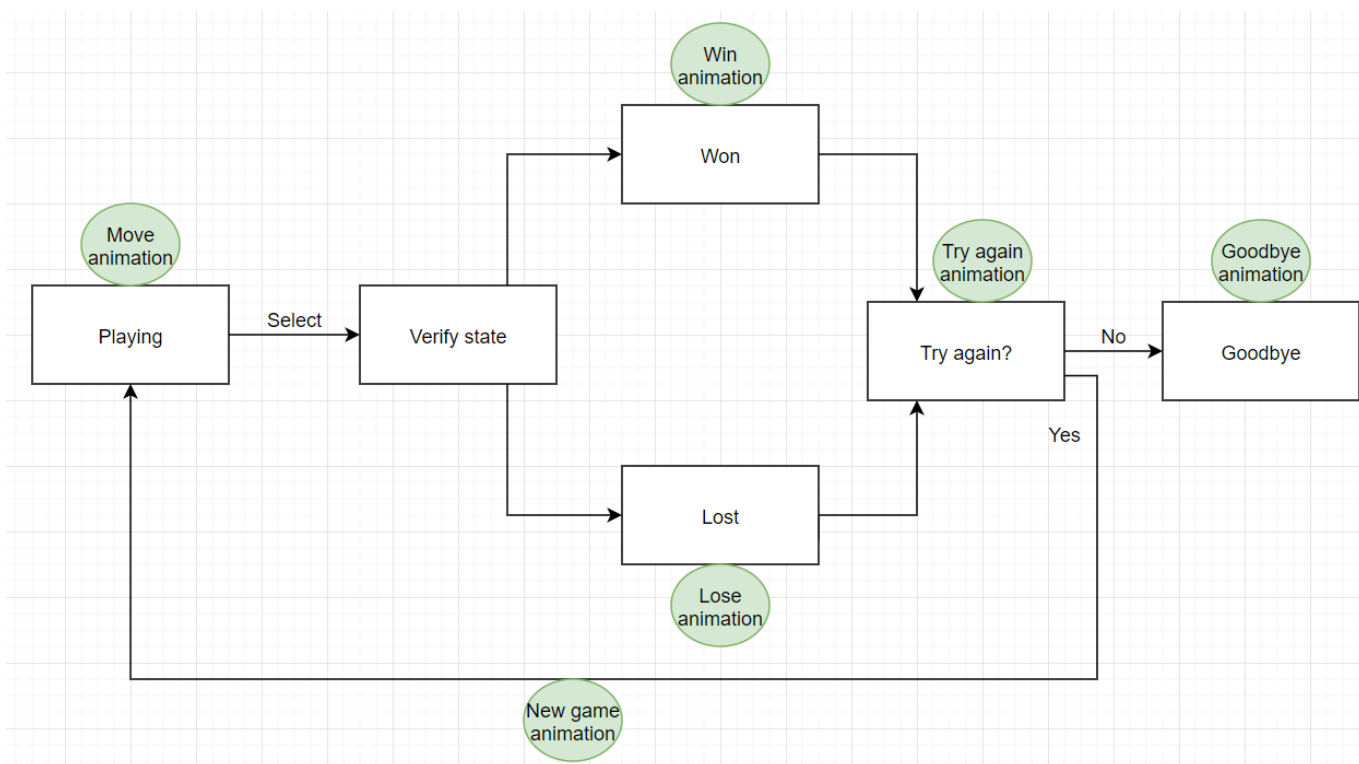 Win
animation
Won
Move
animation
Try again
animation
Goodbye
animation
Select
Playing
Verify state
No
Try again?
Goodbye
Yes
Lost
Lose
animation
New game
animation